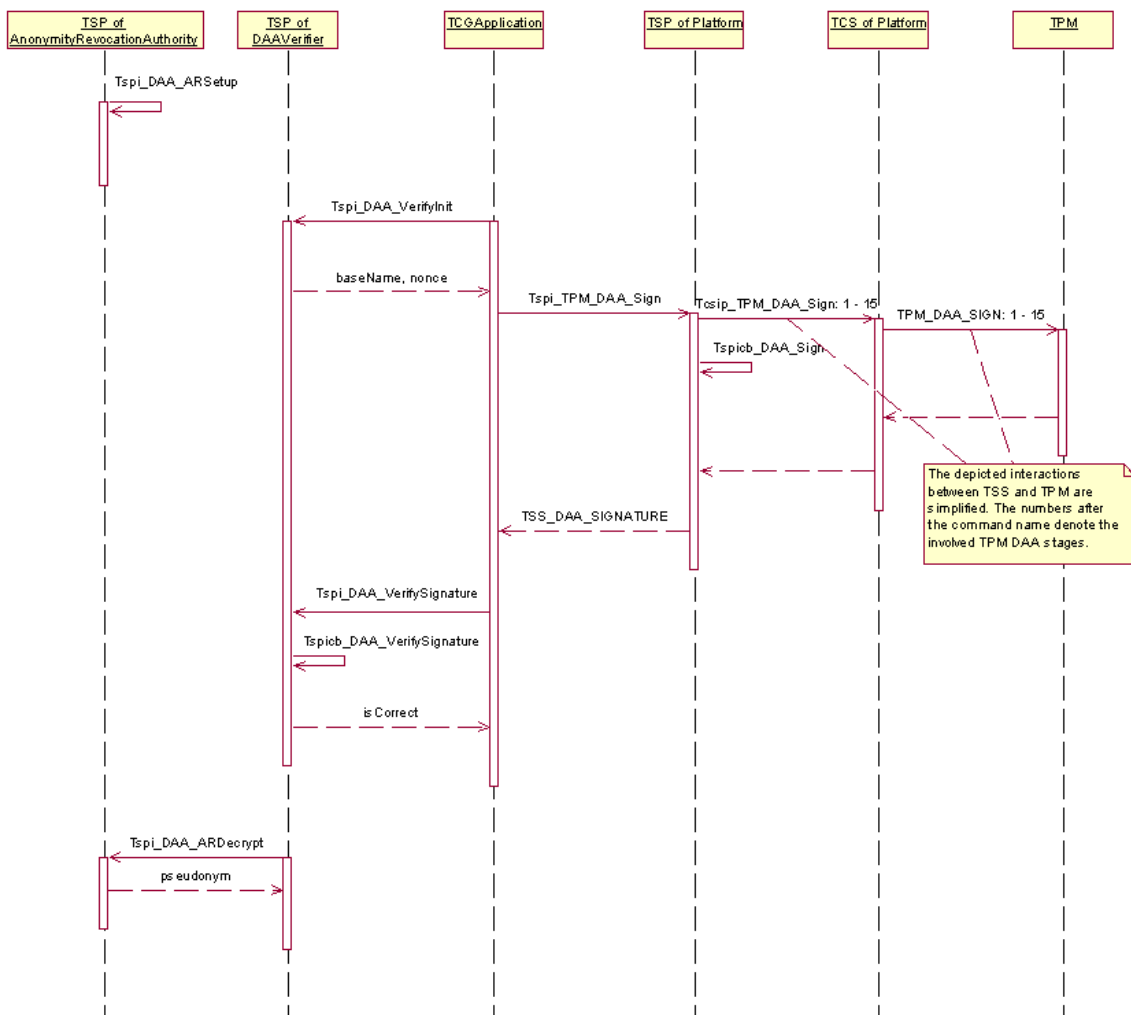 TSP of
AnonymityRevocationAuthority
TSP of
DAAVerifier
TCGApplication
TSP of Platform
TCS of Platform
TPM
Tspi_DAA_ARSetup
Tspi_DAA_VerifyInit
baseName, nonce
Tspi_TPM_DAA_Sign
Tcsip_TPM_DAA_Sign: 1 - 15
TPM_DAA_SIGN: 1 - 15
Tspicb_DAA_Sign
The depicted interactions
between TSS and TPM are
simplified. The numbers after
the command name denote the
involved TPM DAA stages.
TSS_DAA_SIGNATURE
Tspi_DAA_VerifySignature
Tspicb_DAA_VerifySignature
isCorrect
Tspi_DAA_ARDecrypt
pseudonym